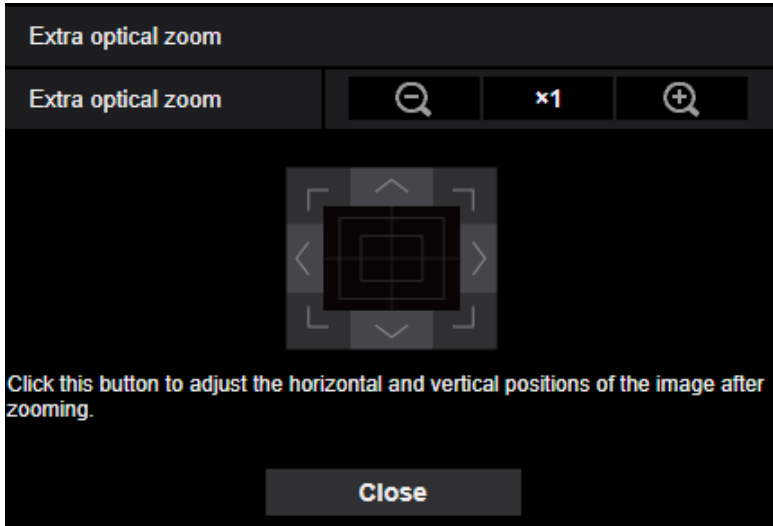 Extra optical zoom
Extra optical zoom
×1
Click this button to adjust the horizontal and vertical positions of the image after
zooming.
Close